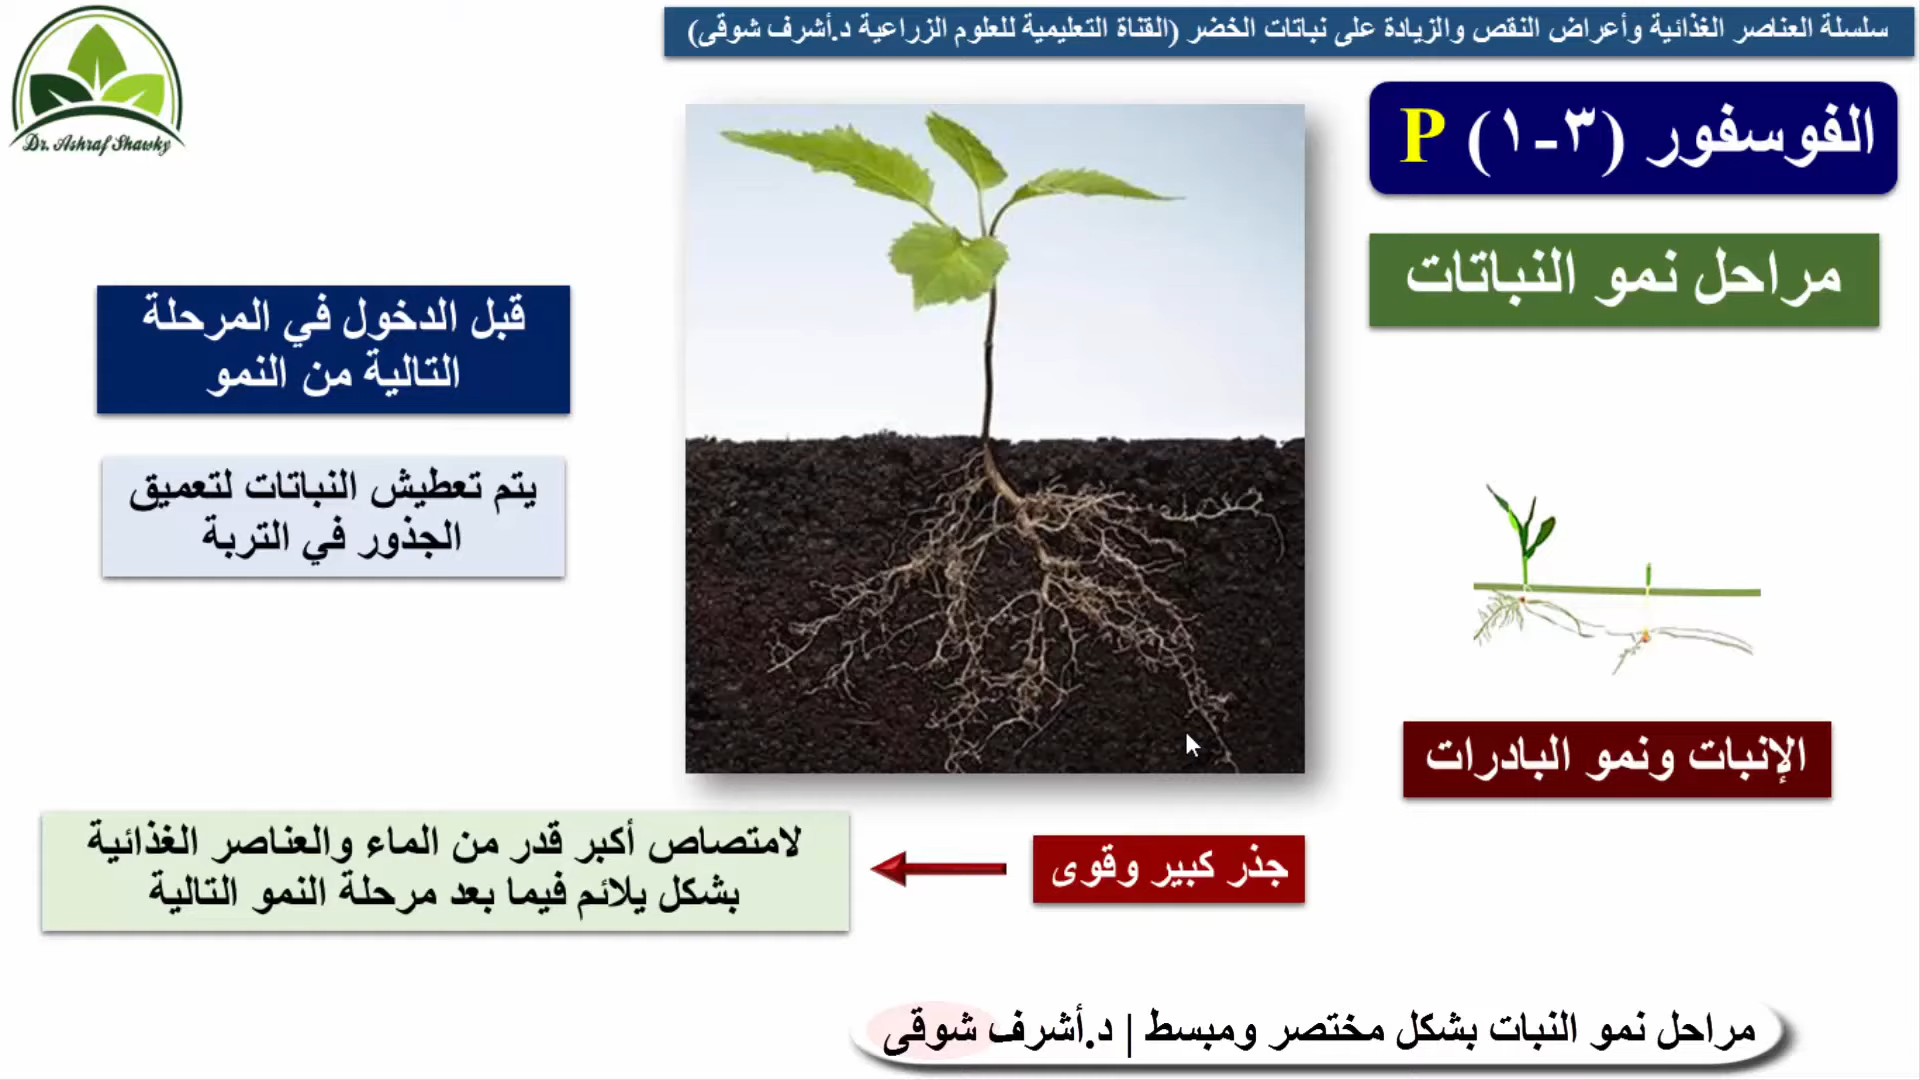 سلسلة العناصر الغذائية وأعراض النقص والزيادة على نباتات الخضر (القناة التعليمية للعلوم الزراعية د.أشرف شوقى)
Dr. Ashraf Shawky
الفوسفور (٣-١) P
مراحل نمو النباتات
قبل الدخول في المرحلة
التالية من النمو
يتم تعطيش النباتات لتعميق
الجذور في التربة
الإنبات ونمو البادرات
جذر كبير وقوى
لامتصاص أكبر قدر من الماء والعناصر الغذائية
بشكل يلائم فيما بعد مرحلة النمو التالية
مراحل نمو النبات بشكل مختصر ومبسط | د.أشرف شوقى